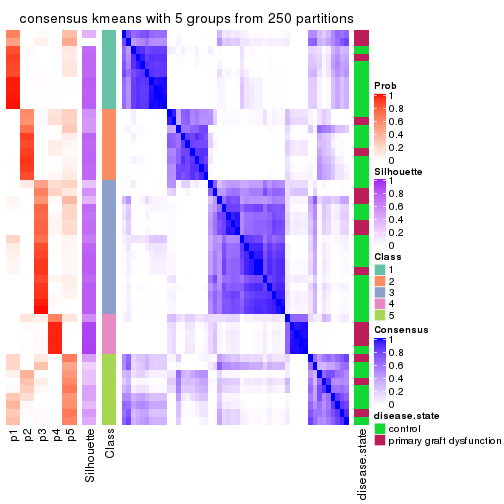 consensus kmeans with 5 groups from 250 partitions
Prob
1
0.8
0.6
0.4
0.2
0
Silhouette
1
0.8
0.6
0.4
0.2
0
Class
1
2
3
4
5
Consensus
1
0.8
0.6
0.4
0.2
0
disease.state
control
primary graft dysfunction
p1
p2
p3
p4
p5
Silhouette
Class
disease.state